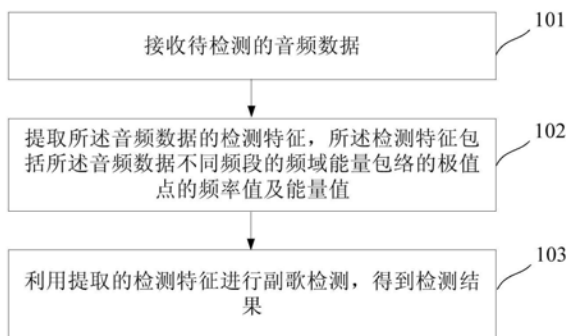 接收待检测的音频数据
101
提取所述音频数据的检测特征，所述检测特征包
括所述音频数据不同频段的频域能量包络的极值
点的频率值及能量值
102
利用提取的检测特征进行副歌检测，得到检测结
果
103